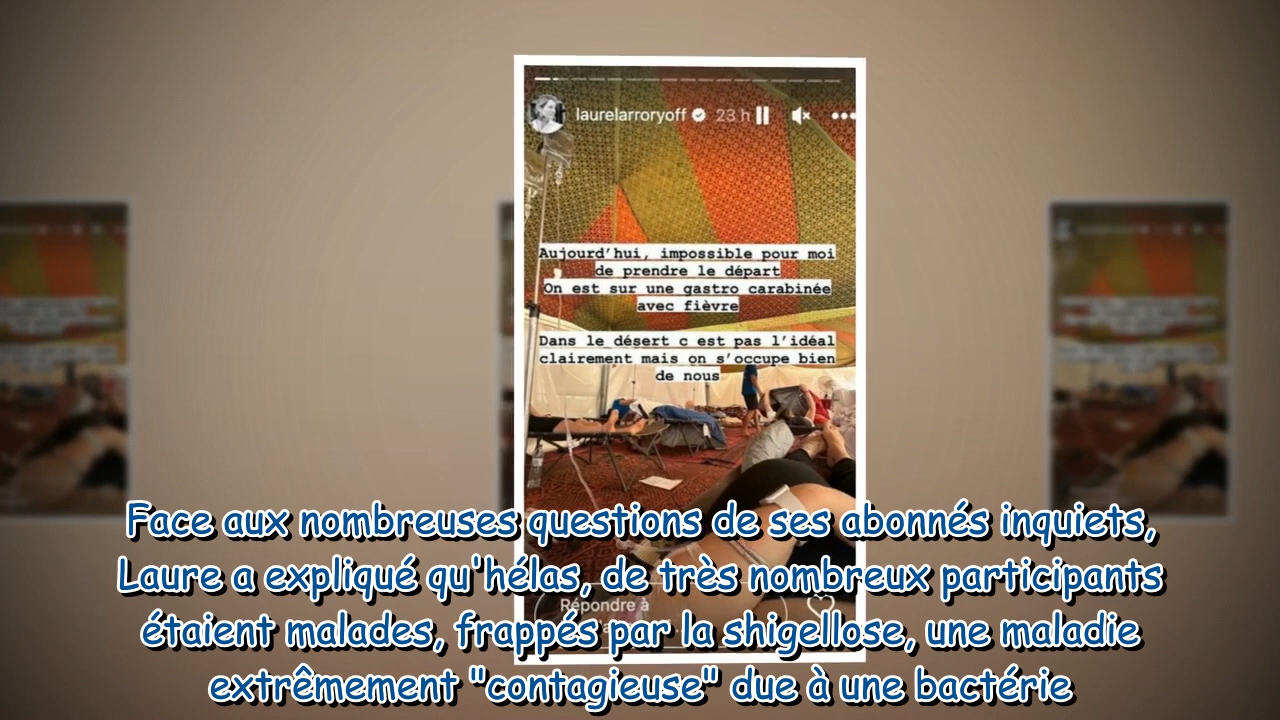 laurelarroryoff 23 h
Aujourd'hui, impossible pour moi
de prendre le départ
On est sur une gastro carabinée
avec fièvre
Dans le désert c est pas l'idéal
clairement mais on s'occupe bien
de nous
Face aux nombreuses questions de ses abonnés inquiets,
Laure a expliqué qu'hélas, de très nombreux participants
Répondre à
étaient malades, frappés par la shigellose, une maladie
extrêmement "contagieuse" due à une bactérie